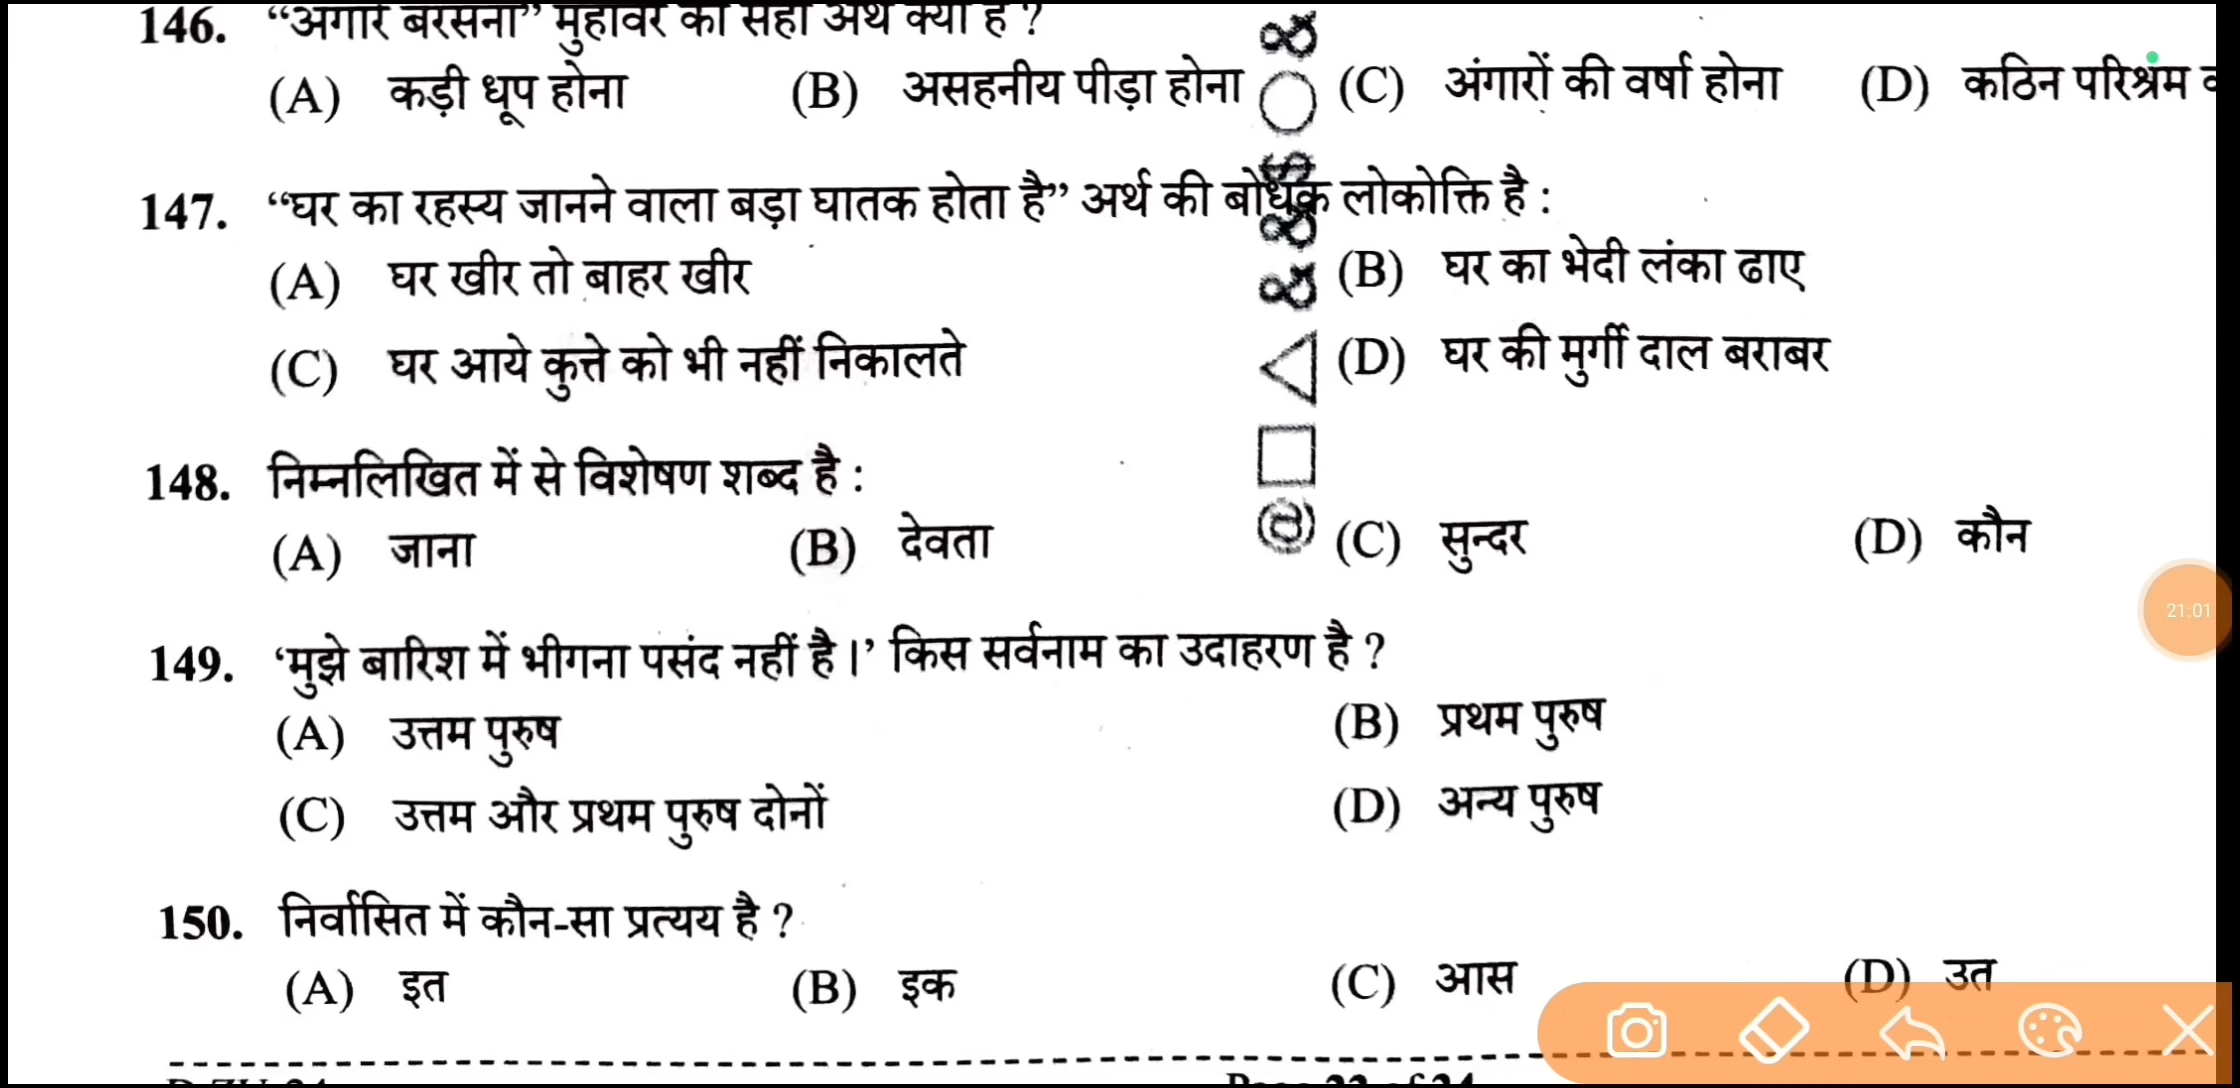 146. “अंगारे बरसना” मुहावरे का सही अर्थ क्या है ?
(A) कड़ी धूप होना (B) असहनीय पीड़ा होना (C) अंगारों की वर्षा होना (D) कठिन परिश्रम
147. “घर का रहस्य जानने वाला बड़ा घातक होता है” अर्थ की बोधक लोकोक्ति है :
(A) घर खीर तो बाहर खीर (B) घर का भेदी लंका ढाए
(C) घर आये कुत्ते को भी नहीं निकालते (D) घर की मुर्गी दाल बराबर
148. निम्नलिखित में से विशेषण शब्द है :
(A) जाना (B) देवता (C) सुन्दर (D) कौन
21:01
149. ‘मुझे बारिश में भीगना पसंद नहीं है।’ किस सर्वनाम का उदाहरण है ?
(A) उत्तम पुरुष (B) प्रथम पुरुष
(C) उत्तम और प्रथम पुरुष दोनों (D) अन्य पुरुष
150. निर्वासित में कौन-सा प्रत्यय है ?
(A) इत (B) इक (C) आस (D) उत